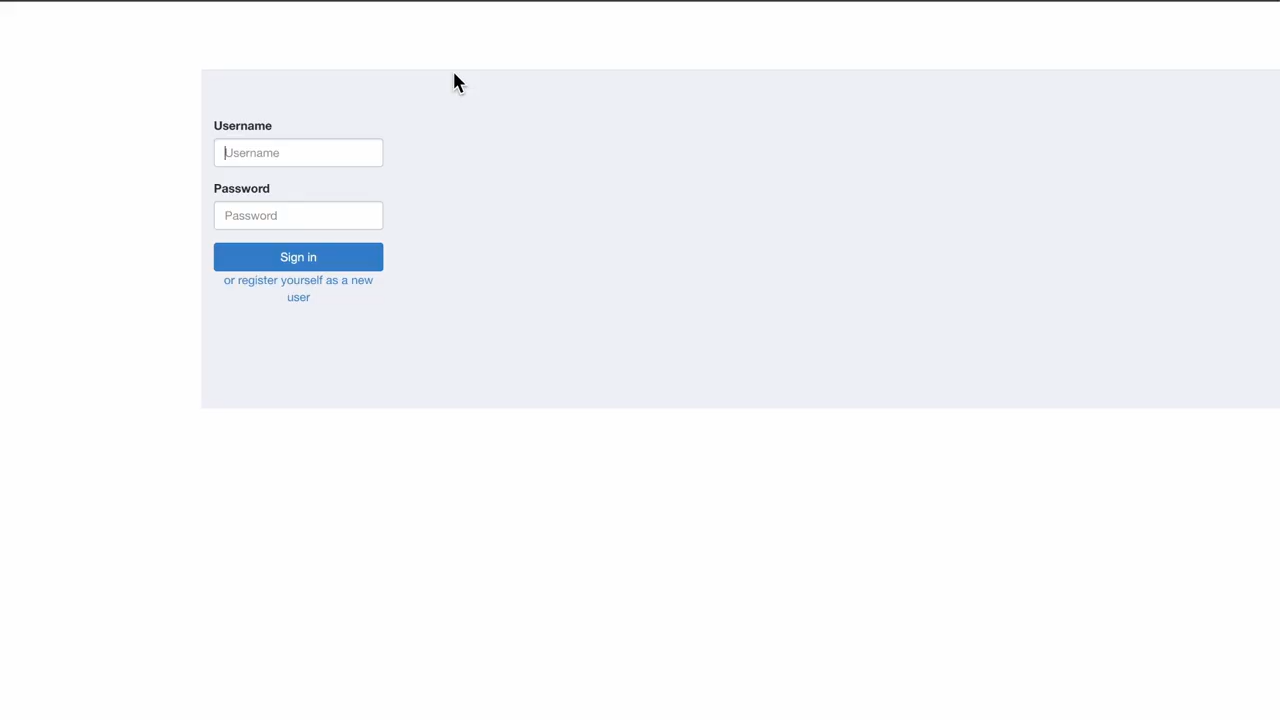 Username
Username
Password
Password
Sign in
or register yourself as a new
user